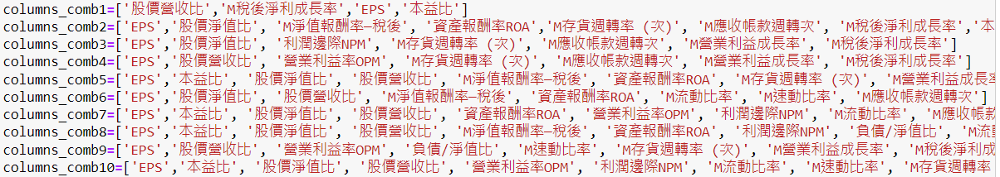 columns_comb1=['股價營收比','M稅後淨利成長率','EPS','本益比']
columns_comb2=['EPS','股價淨值比', 'M淨值報酬率—稅後', '資產報酬率ROA','M存貨週轉率 (次)','M應收帳款週轉次', 'M稅後淨利成長率','本
columns_comb3=['EPS','股價淨值比', '利潤邊際NPM', 'M存貨週轉率 (次)', 'M應收帳款週轉次', 'M營業利益成長率', 'M稅後淨利成長率']
columns_comb4=['EPS','股價營收比', '營業利益率OPM', 'M存貨週轉率 (次)', 'M應收帳款週轉次', 'M營業利益成長率', 'M稅後淨利成長率']
columns_comb5=['EPS','本益比', '股價淨值比', '股價營收比', 'M淨值報酬率—稅後', '資產報酬率ROA', 'M存貨週轉率 (次)', 'M營業利益成長率
columns_comb6=['EPS','股價淨值比', '股價營收比', 'M淨值報酬率—稅後', '資產報酬率ROA', 'M流動比率', 'M速動比率', 'M應收帳款週轉次']
columns_comb7=['EPS','本益比', '股價淨值比', '股價營收比', '資產報酬率ROA', '營業利益率OPM', '利潤邊際NPM', 'M流動比率', 'M應收帳
columns_comb8=['EPS','本益比', '股價淨值比', '股價營收比', 'M淨值報酬率—稅後', '資產報酬率ROA', '利潤邊際NPM', '負債/淨值比', 'M流
columns_comb9=['EPS','股價營收比', '營業利益率OPM', '負債/淨值比', 'M速動比率', 'M存貨週轉率 (次)', 'M營業利益成長率', 'M稅後淨利成
columns_comb10=['EPS','本益比', '股價淨值比', '股價營收比', '營業利益率OPM', '利潤邊際NPM', 'M流動比率', 'M速動比率', 'M存貨週轉率